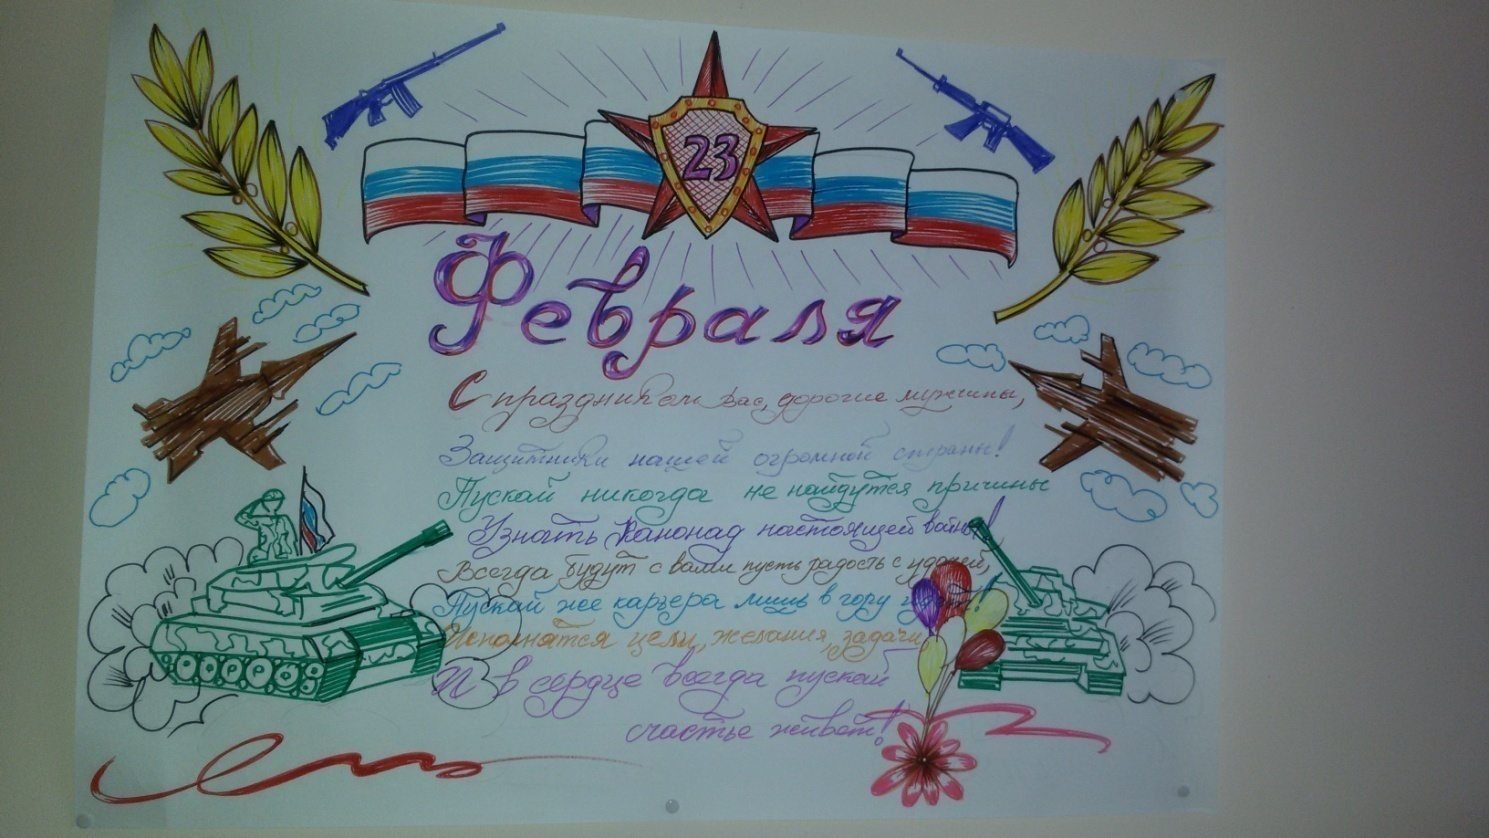 23
Февраля
С праздником вас, дорогие мужчины,
Защитники нашей огромной страны!
Пускай никогда не найдутся причины
Узнать канонад настоящей войны!
Всегда будут с вами пусть радость с удачей,
Пускай же карьера лишь в гору идёт!
Исполнятся цели, желания, задачи,
И в сердце всегда пускай
счастье живёт!